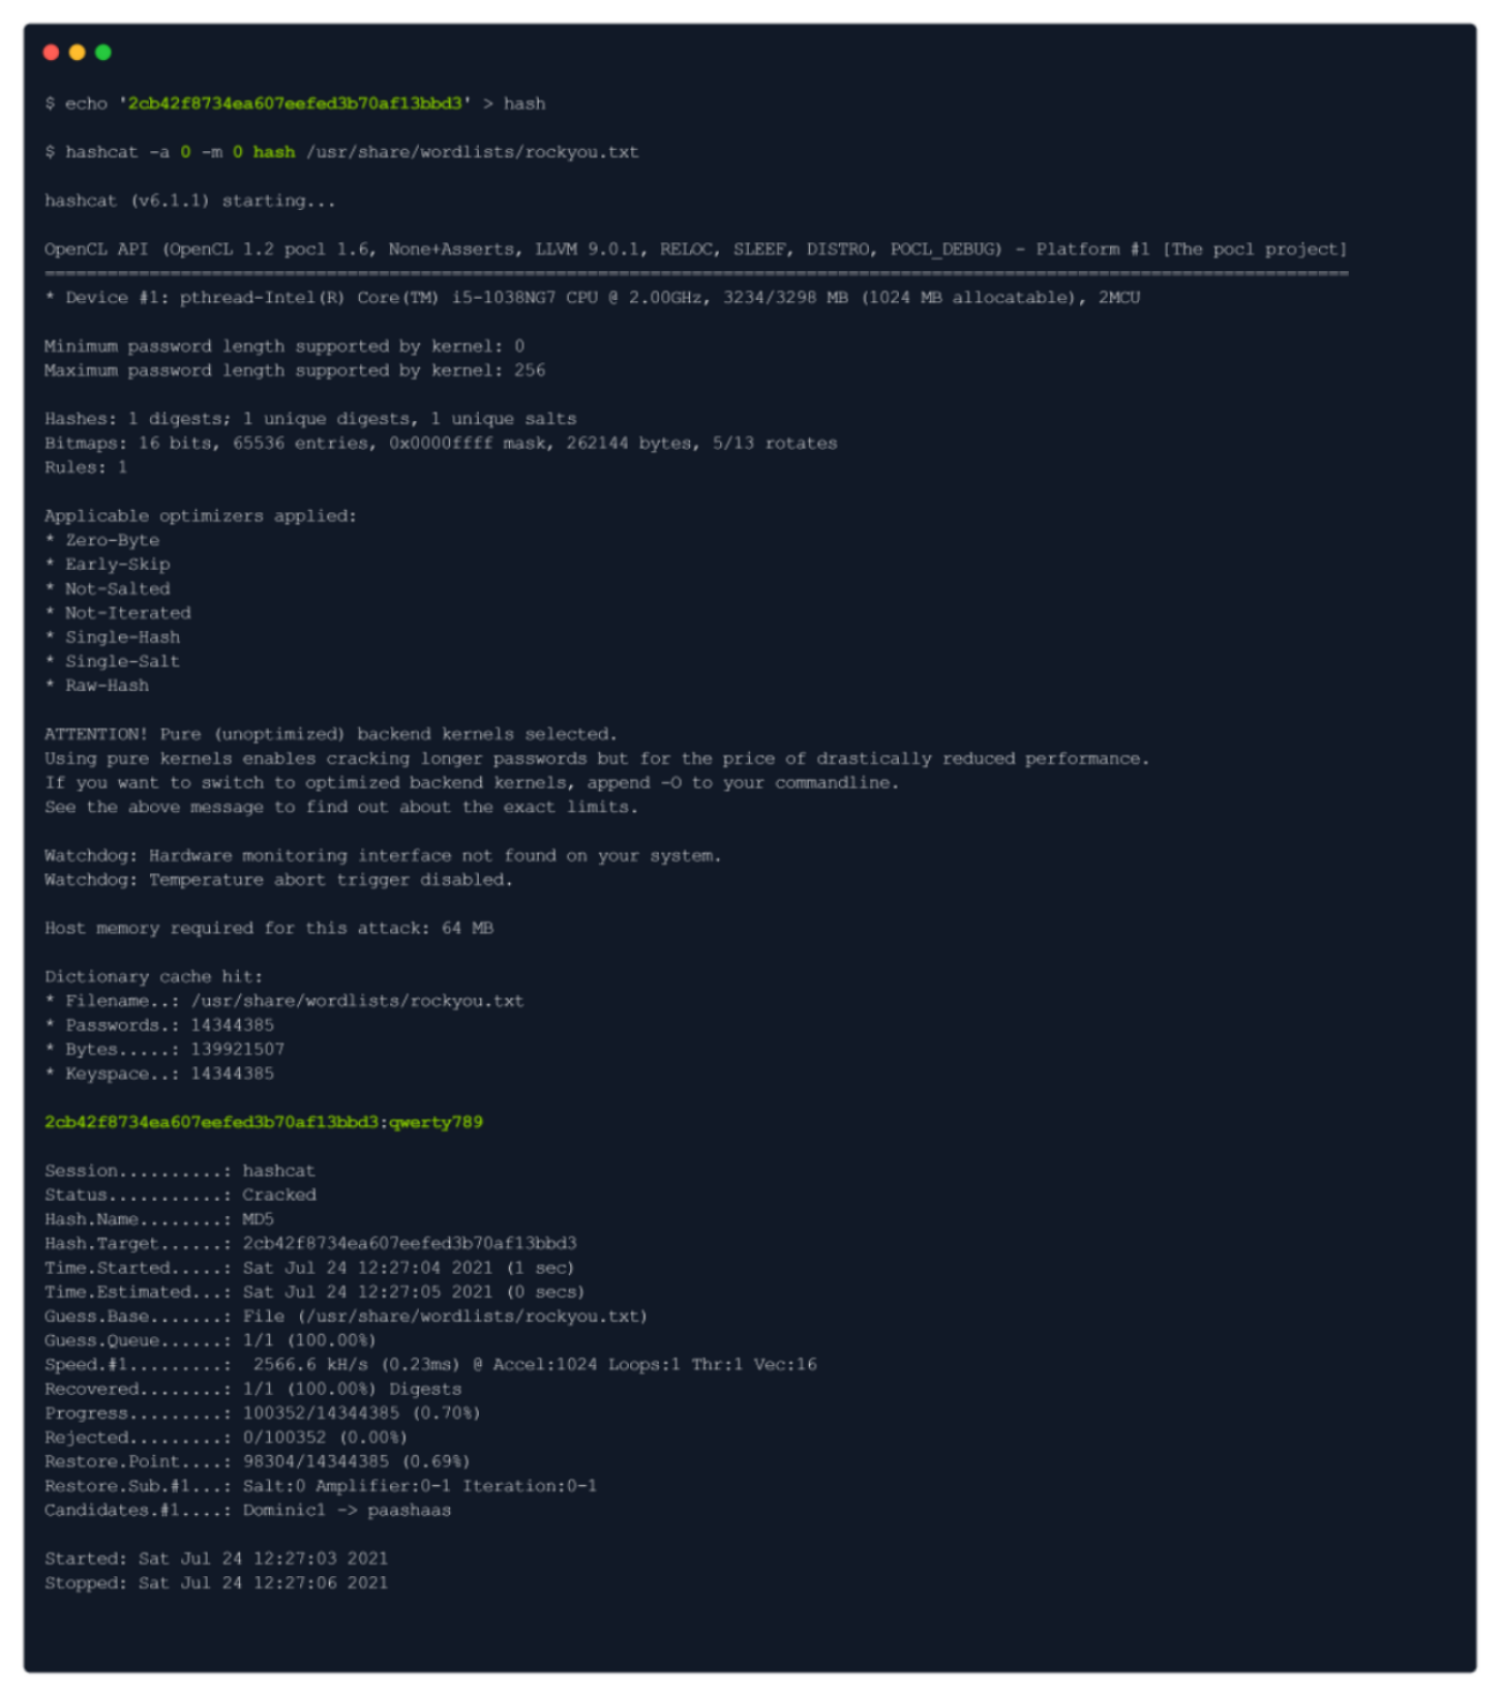 $ echo '2cb42f8734ea607eefed3b70af13bbd3' > hash
$ hashcat -a 0 -m 0 hash /usr/share/wordlists/rockyou.txt
hashcat (v6.1.1) starting...
OpenCL API (OpenCL 1.2 pocl 1.6, None+Asserts, LLVM 9.0.1, RELOC, SLEEF, DISTRO, POCL_DEBUG) - Platform #1 [The pocl project]
=============================================================================================================================
* Device #1: pthread-Intel(R) Core(TM) i5-1038NG7 CPU @ 2.00GHz, 3234/3298 MB (1024 MB allocatable), 2MCU
Minimum password length supported by kernel: 0
Maximum password length supported by kernel: 256
Hashes: 1 digests; 1 unique digests, 1 unique salts
Bitmaps: 16 bits, 65536 entries, 0x0000ffff mask, 262144 bytes, 5/13 rotates
Rules: 1
Applicable optimizers applied:
* Zero-Byte
* Early-Skip
* Not-Salted
* Not-Iterated
* Single-Hash
* Single-Salt
* Raw-Hash
ATTENTION! Pure (unoptimized) backend kernels selected.
Using pure kernels enables cracking longer passwords but for the price of drastically reduced performance.
If you want to switch to optimized backend kernels, append -O to your commandline.
See the above message to find out about the exact limits.
Watchdog: Hardware monitoring interface not found on your system.
Watchdog: Temperature abort trigger disabled.
Host memory required for this attack: 64 MB
Dictionary cache hit:
* Filename..: /usr/share/wordlists/rockyou.txt
* Passwords.: 14344385
* Bytes.....: 139921507
* Keyspace..: 14344385
2cb42f8734ea607eefed3b70af13bbd3:qwerty789
Session..........: hashcat
Status...........: Cracked
Hash.Name........: MD5
Hash.Target......: 2cb42f8734ea607eefed3b70af13bbd3
Time.Started.....: Sat Jul 24 12:27:04 2021 (1 sec)
Time.Estimated...: Sat Jul 24 12:27:05 2021 (0 secs)
Guess.Base.......: File (/usr/share/wordlists/rockyou.txt)
Guess.Queue......: 1/1 (100.00%)
Speed.#1.........:  2566.6 kH/s (0.23ms) @ Accel:1024 Loops:1 Thr:1 Vec:16
Recovered........: 1/1 (100.00%) Digests
Progress.........: 100352/14344385 (0.70%)
Rejected.........: 0/100352 (0.00%)
Restore.Point....: 98304/14344385 (0.69%)
Restore.Sub.#1...: Salt:0 Amplifier:0-1 Iteration:0-1
Candidates.#1....: Dominic1 -> paashaas
Started: Sat Jul 24 12:27:03 2021
Stopped: Sat Jul 24 12:27:06 2021